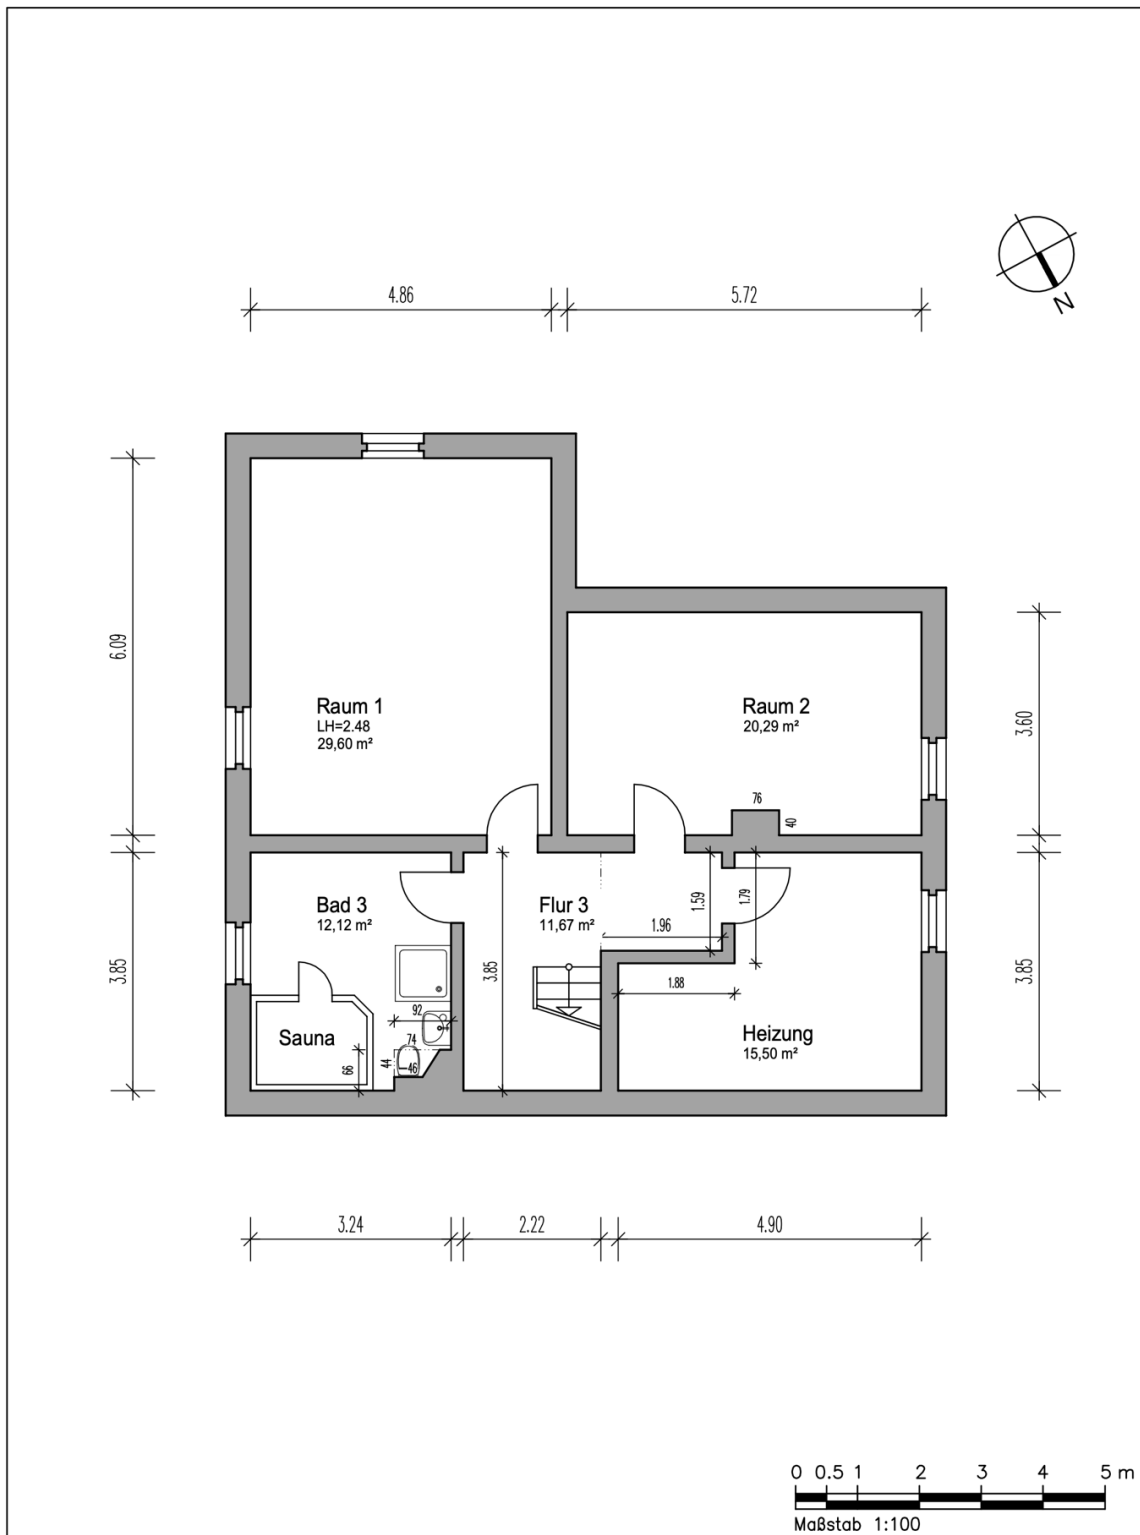 4.86
5.72
N
6.09
3.60
Raum 1
LH=2.48
29,60 m²
Raum 2
20,29 m²
76
40
3.85
Bad 3
12,12 m²
Flur 3
11,67 m²
1.59
1.79
1.96
3.85
3.85
1.88
92
74
44
46
66
Sauna
Heizung
15,50 m²
3.24
2.22
4.90
0 0.5 1 2 3 4 5 m
Maßstab 1:100